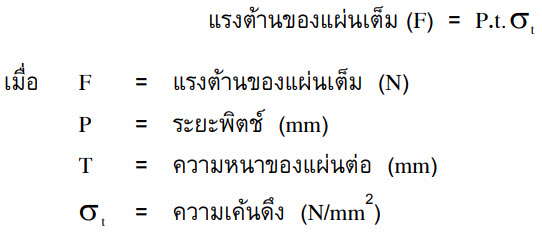 แรงต้านของแผ่นเต็ม (F) = P.t.σt
เมื่อ F = แรงต้านของแผ่นเต็ม (N)
P = ระยะพิตช์ (mm)
T = ความหนาของแผ่นต่อ (mm)
σt = ความเค้นดึง (N/mm²)